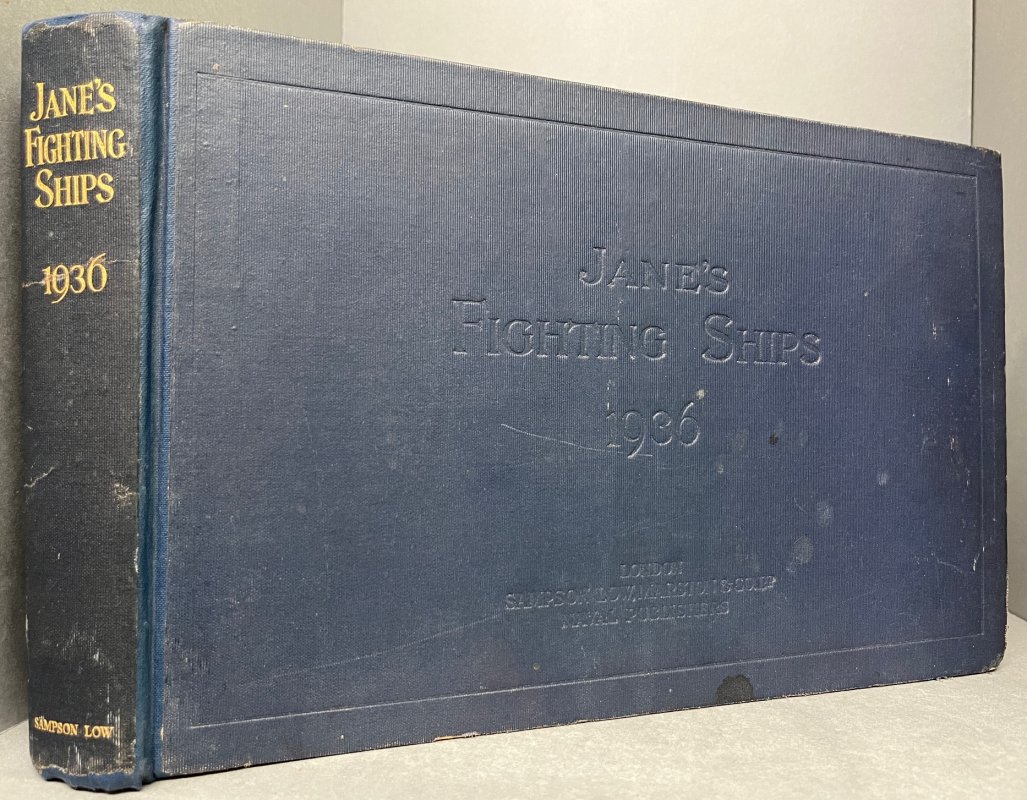 JANE'S
FIGHTING
SHIPS
1936
SAMPSON LOW
JANE'S
FIGHTING SHIPS
1936
LONDON
SAMPSON LOW, MARSTON & CO. LTD
NAVAL PUBLISHERS